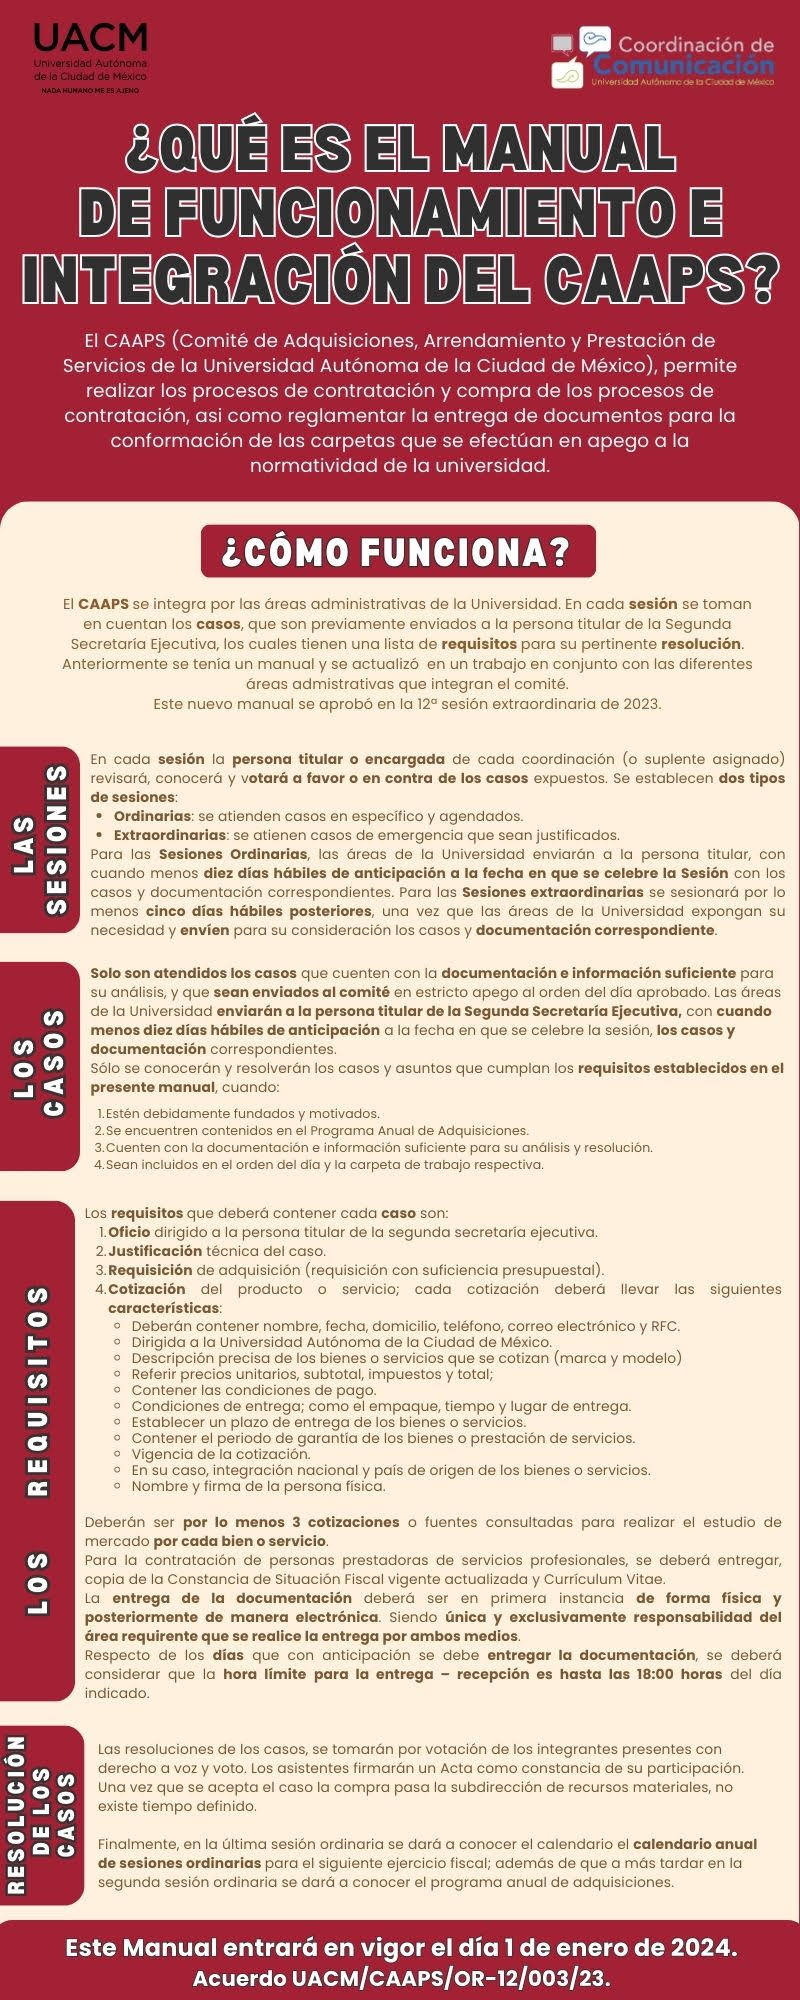 UACM
Universidad Autónoma
de la Ciudad de México
NADA HUMANO ME ES AJENO
Coordinación de
Comunicación
Universidad Autónoma de la Ciudad de México
¿QUÉ ES EL MANUAL
DE FUNCIONAMIENTO E
INTEGRACIÓN DEL CAAPS?
El CAAPS (Comité de Adquisiciones, Arrendamiento y Prestación de
Servicios de la Universidad Autónoma de la Ciudad de México), permite
realizar los procesos de contratación y compra de los procesos de
contratación, asi como reglamentar la entrega de documentos para la
conformación de las carpetas que se efectúan en apego a la
normatividad de la universidad.
¿CÓMO FUNCIONA?
El CAAPS se integra por las áreas administrativas de la Universidad. En cada sesión se toman
en cuentan los casos, que son previamente enviados a la persona titular de la Segunda
Secretaría Ejecutiva, los cuales tienen una lista de requisitos para su pertinente resolución.
Anteriormente se tenía un manual y se actualizó en un trabajo en conjunto con las diferentes
áreas admistrativas que integran el comité.
Este nuevo manual se aprobó en la 12ª sesión extraordinaria de 2023.
LAS
SESIONES
En cada sesión la persona titular o encargada de cada coordinación (o suplente asignado)
revisará, conocerá y votará a favor o en contra de los casos expuestos. Se establecen dos tipos
de sesiones:
• Ordinarias: se atienden casos en específico y agendados.
• Extraordinarias: se atienen casos de emergencia que sean justificados.
Para las Sesiones Ordinarias, las áreas de la Universidad enviarán a la persona titular, con
cuando menos diez días hábiles de anticipación a la fecha en que se celebre la Sesión con los
casos y documentación correspondientes. Para las Sesiones extraordinarias se sesionará por lo
menos cinco días hábiles posteriores, una vez que las áreas de la Universidad expongan su
necesidad y envíen para su consideración los casos y documentación correspondiente.
LOS
CASOS
Solo son atendidos los casos que cuenten con la documentación e información suficiente para
su análisis, y que sean enviados al comité en estricto apego al orden del día aprobado. Las áreas
de la Universidad enviarán a la persona titular de la Segunda Secretaría Ejecutiva, con cuando
menos diez días hábiles de anticipación a la fecha en que se celebre la sesión, los casos y
documentación correspondientes.
Sólo se conocerán y resolverán los casos y asuntos que cumplan los requisitos establecidos en el
presente manual, cuando:
1. Estén debidamente fundados y motivados.
2. Se encuentren contenidos en el Programa Anual de Adquisiciones.
3. Cuenten con la documentación e información suficiente para su análisis y resolución.
4. Sean incluidos en el orden del día y la carpeta de trabajo respectiva.
LOS REQUISITOS
Los requisitos que deberá contener cada caso son:
1. Oficio dirigido a la persona titular de la segunda secretaría ejecutiva.
2. Justificación técnica del caso.
3. Requisición de adquisición (requisición con suficiencia presupuestal).
4. Cotización del producto o servicio; cada cotización deberá llevar las siguientes
características:
◦ Deberán contener nombre, fecha, domicilio, teléfono, correo electrónico y RFC.
◦ Dirigida a la Universidad Autónoma de la Ciudad de México.
◦ Descripción precisa de los bienes o servicios que se cotizan (marca y modelo)
◦ Referir precios unitarios, subtotal, impuestos y total;
◦ Contener las condiciones de pago.
◦ Condiciones de entrega; como el empaque, tiempo y lugar de entrega.
◦ Establecer un plazo de entrega de los bienes o servicios.
◦ Contener el periodo de garantía de los bienes o prestación de servicios.
◦ Vigencia de la cotización.
◦ En su caso, integración nacional y país de origen de los bienes o servicios.
◦ Nombre y firma de la persona física.
Deberán ser por lo menos 3 cotizaciones o fuentes consultadas para realizar el estudio de
mercado por cada bien o servicio.
Para la contratación de personas prestadoras de servicios profesionales, se deberá entregar,
copia de la Constancia de Situación Fiscal vigente actualizada y Currículum Vitae.
La entrega de la documentación deberá ser en primera instancia de forma física y
posteriormente de manera electrónica. Siendo única y exclusivamente responsabilidad del
área requirente que se realice la entrega por ambos medios.
Respecto de los días que con anticipación se debe entregar la documentación, se deberá
considerar que la hora límite para la entrega – recepción es hasta las 18:00 horas del día
indicado.
RESOLUCIÓN
DE LOS
CASOS
Las resoluciones de los casos, se tomarán por votación de los integrantes presentes con
derecho a voz y voto. Los asistentes firmarán un Acta como constancia de su participación.
Una vez que se acepta el caso la compra pasa la subdirección de recursos materiales, no
existe tiempo definido.
Finalmente, en la última sesión ordinaria se dará a conocer el calendario el calendario anual
de sesiones ordinarias para el siguiente ejercicio fiscal; además de que a más tardar en la
segunda sesión ordinaria se dará a conocer el programa anual de adquisiciones.
Este Manual entrará en vigor el día 1 de enero de 2024.
Acuerdo UACM/CAAPS/OR-12/003/23.